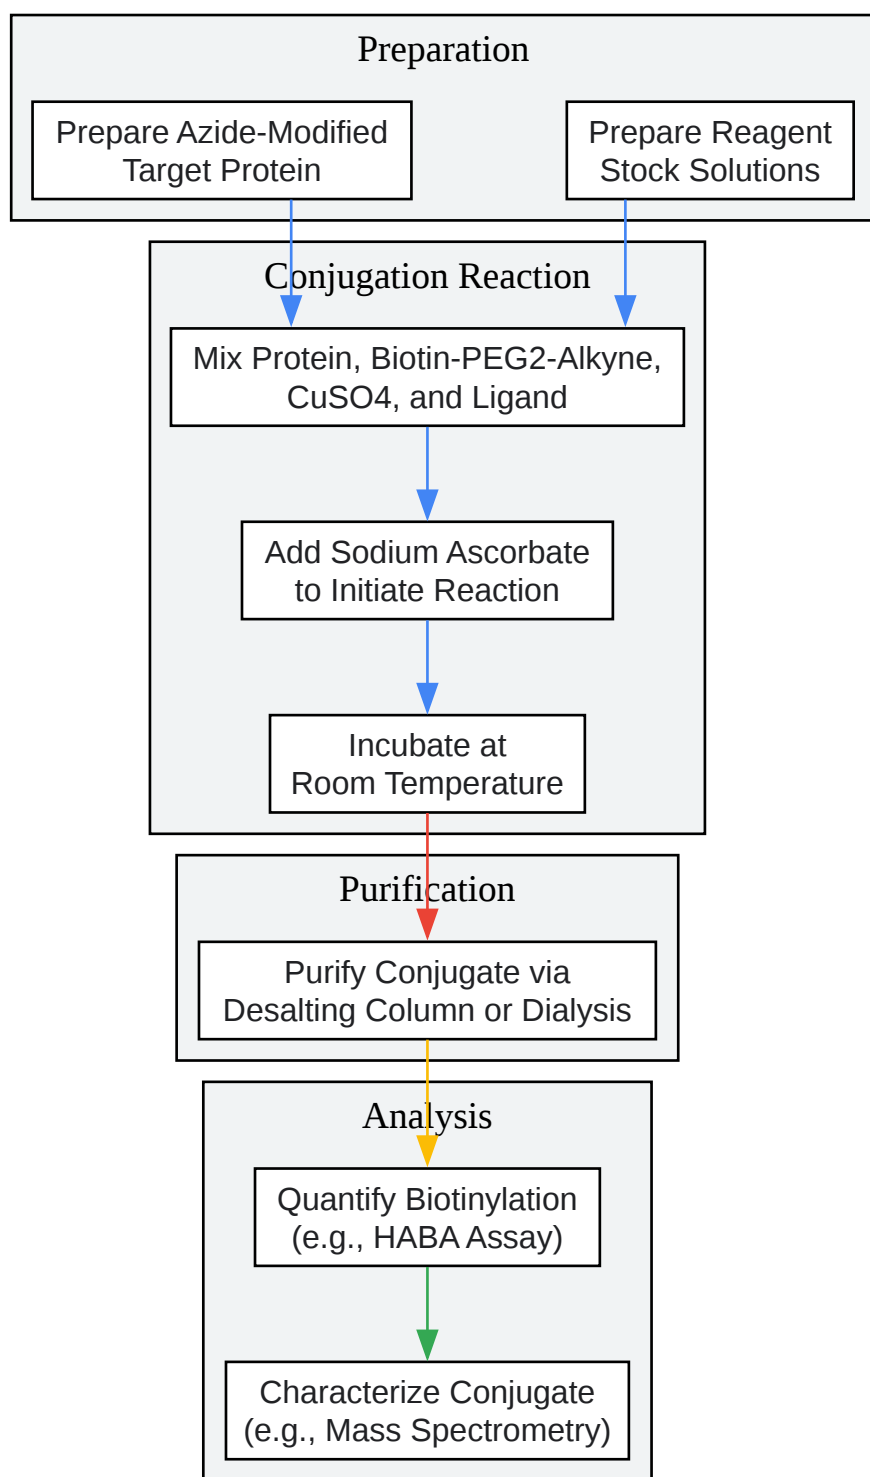 Preparation
Prepare Azide-Modified
Target Protein
Prepare Reagent
Stock Solutions
Conjugation Reaction
Mix Protein, Biotin-PEG2-Alkyne,
CuSO4, and Ligand
Add Sodium Ascorbate
to Initiate Reaction
Incubate at
Room Temperature
Purification
Purify Conjugate via
Desalting Column or Dialysis
Analysis
Quantify Biotinylation
(e.g., HABA Assay)
Characterize Conjugate
(e.g., Mass Spectrometry)